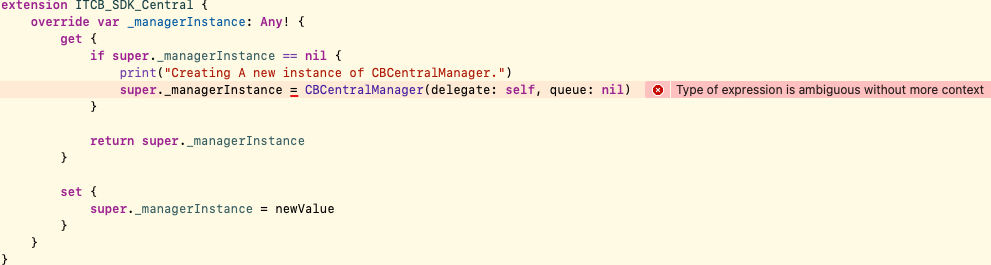 extension ITCB_SDK_Central {
override var _managerInstance: Any! {
get {
if super._managerInstance == nil {
print("Creating A new instance of CBCentralManager.")
super._managerInstance = CBCentralManager(delegate: self, queue: nil) Type of expression is ambiguous without more context
}
return super._managerInstance
}
set {
super._managerInstance = newValue
}
}
}